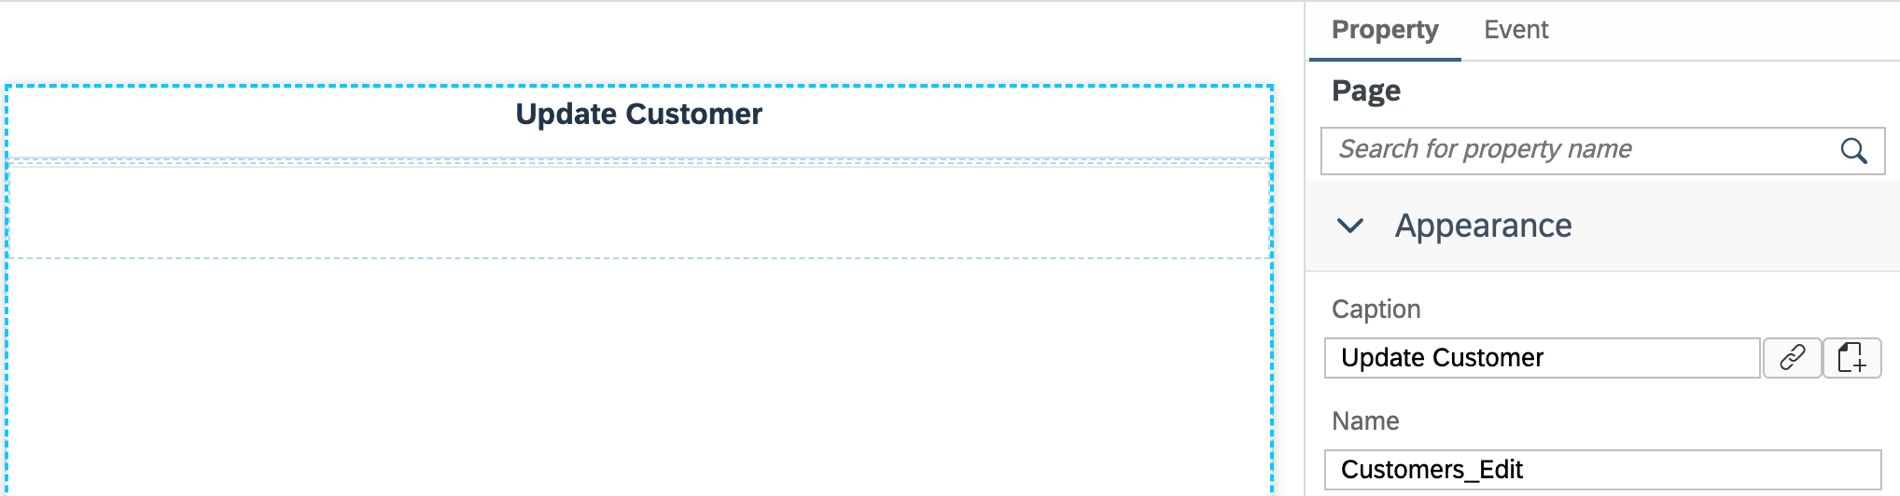 Update Customer
Property Event
Page
Search for property name
Appearance
Caption
Update Customer
Name
Customers_Edit